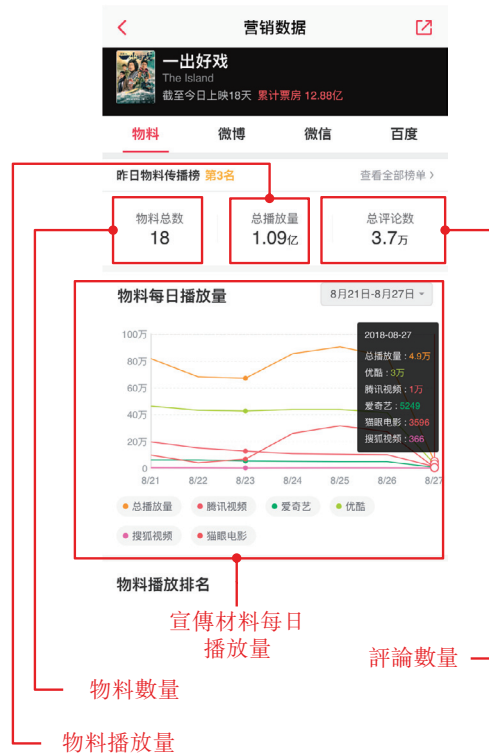 营销数据
一出好戏
The Island
截至今日上映18天 累计票房 12.88亿
物料 微博 微信 百度
昨日物料传播榜 第3名 查看全部榜单
物料总数 总播放量 总评论数
18 1.09亿 3.7万
物料每日播放量 8月21日-8月27日
100万
80万
60万
40万
20万
0
8/21 8/22 8/23 8/24 8/25 8/26 8/27
2018-08-27
总播放量：4.9万
优酷：3万
腾讯视频：1万
爱奇艺：5249
猫眼电影：3596
搜狐视频：366
总播放量 腾讯视频 爱奇艺 优酷
搜狐视频 猫眼电影
物料播放排名
宣傳材料每日
播放量
評論數量
物料數量
物料播放量